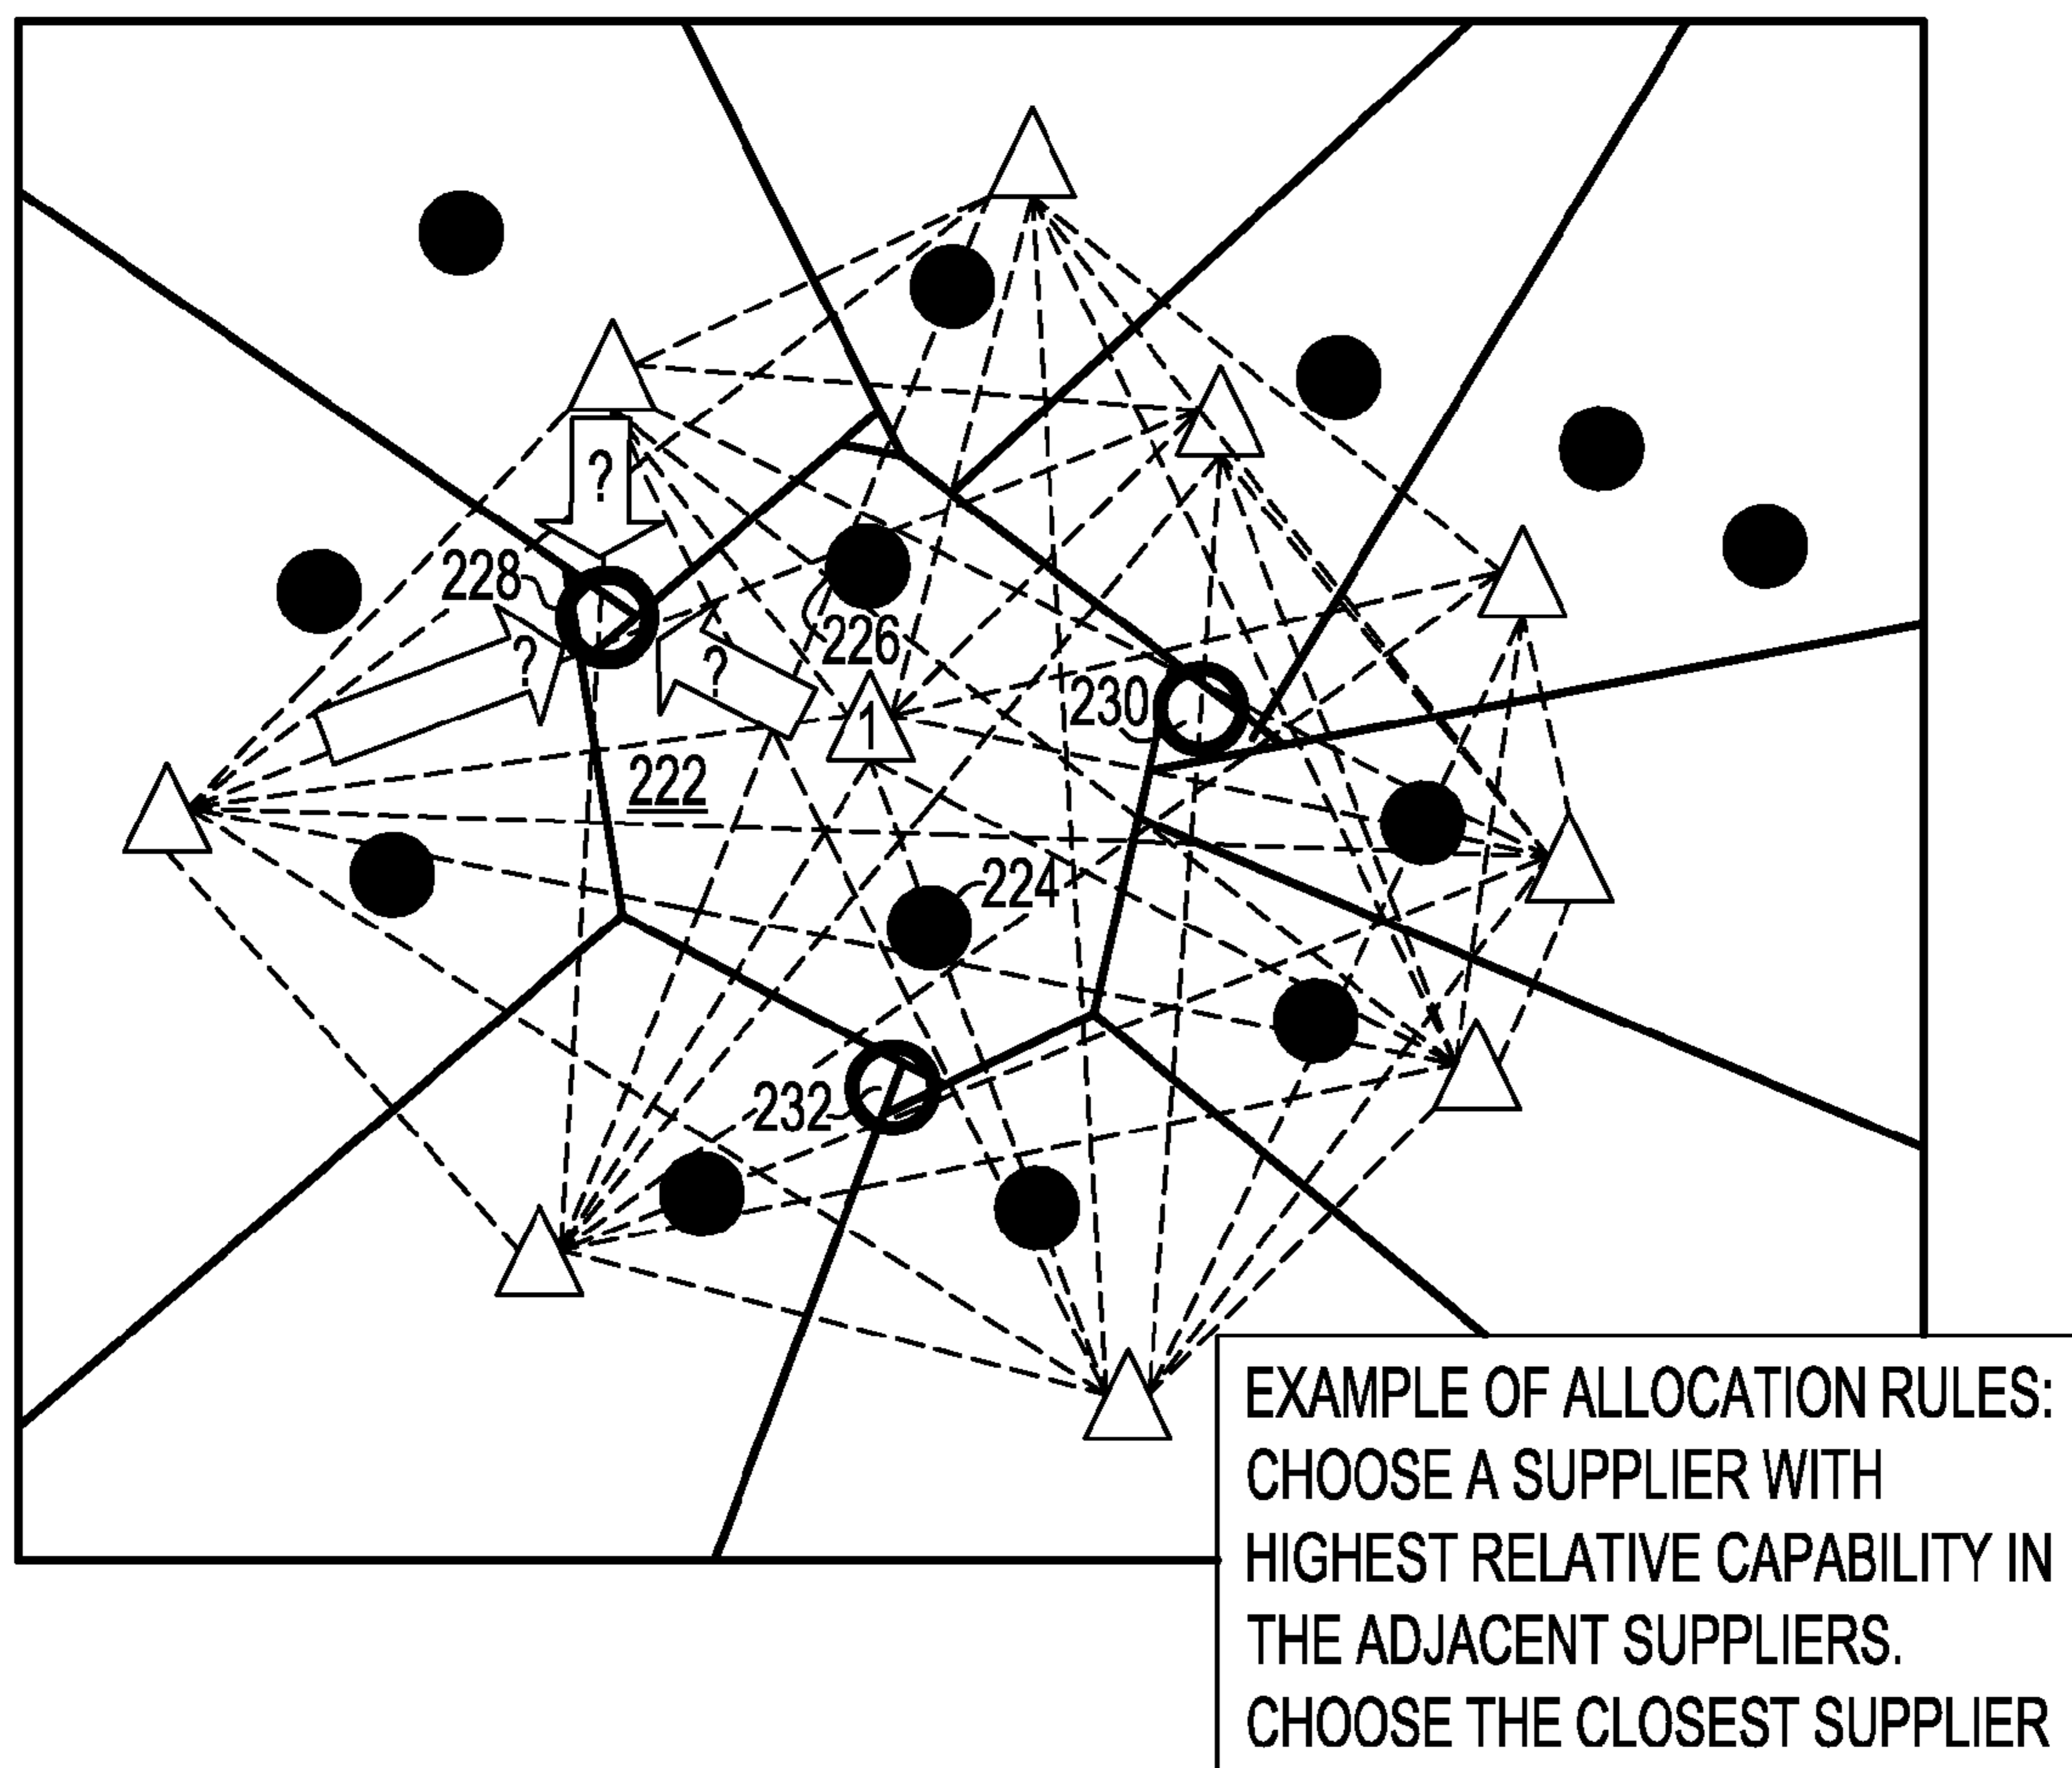 ?
228
?
226
?
230
1
222
224
232
EXAMPLE OF ALLOCATION RULES:
CHOOSE A SUPPLIER WITH
HIGHEST RELATIVE CAPABILITY IN
THE ADJACENT SUPPLIERS.
CHOOSE THE CLOSEST SUPPLIER